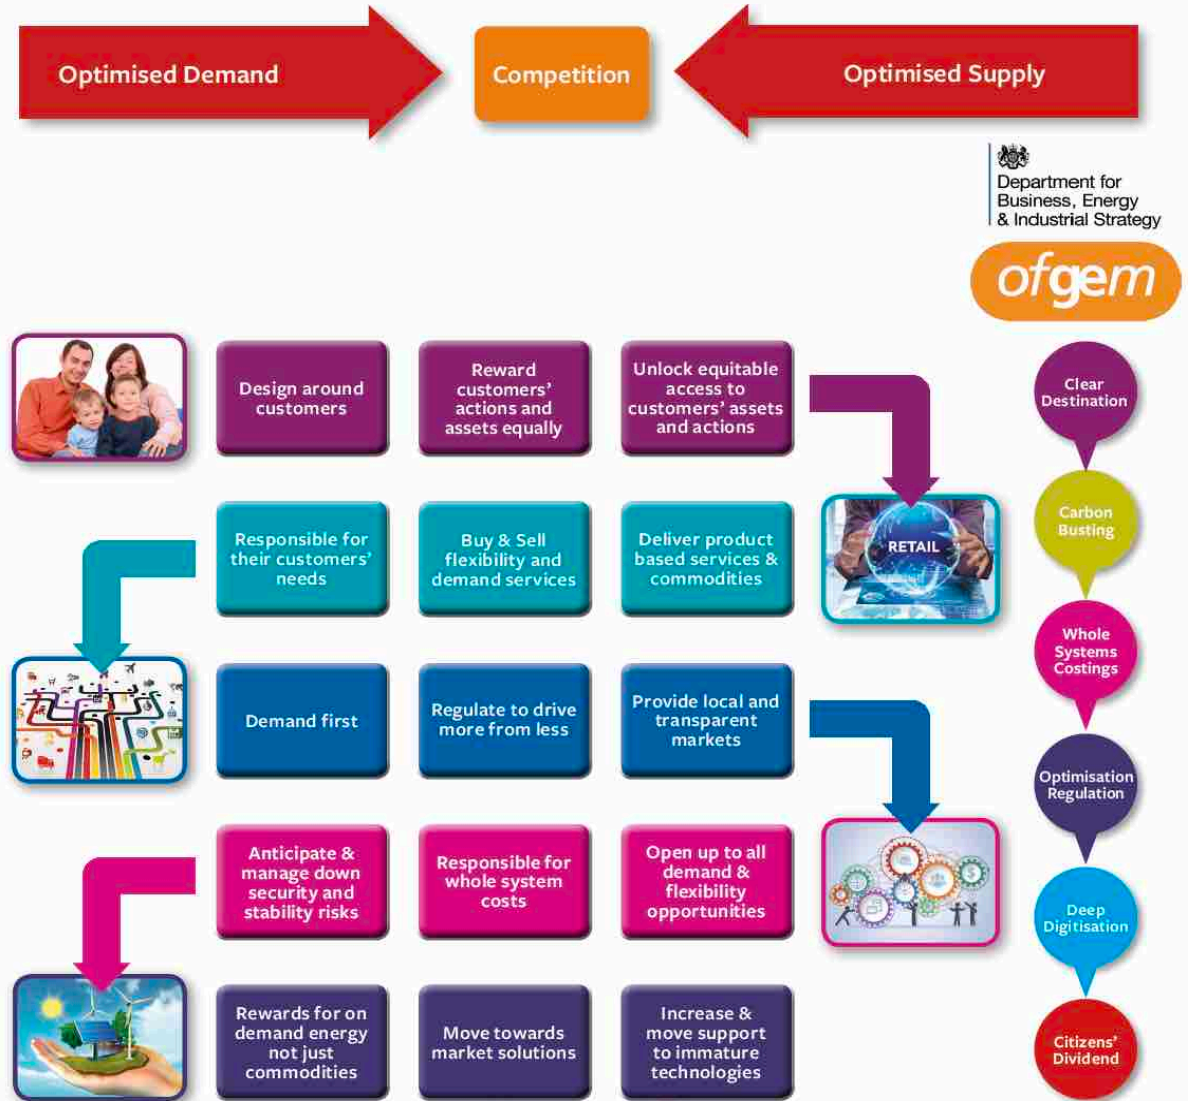 Optimised Demand
Competition
Optimised Supply
Department for
Business, Energy
& Industrial Strategy
ofgem
Design around
customers
Reward
customers'
actions and
assets equally
Unlock equitable
access to
customers' assets
and actions
Clear
Destination
Responsible for
their customers'
needs
Buy & Sell
flexibility and
demand services
Deliver product
based services &
commodities
RETAIL
Carbon
Busting
Whole
Systems
Costings
Demand first
Regulate to drive
more from less
Provide local and
transparent
markets
Optimisation
Regulation
Anticipate &
manage down
security and
stability risks
Responsible for
whole system
costs
Open up to all
demand &
flexibility
opportunities
$
Deep
Digitisation
Rewards for on
demand energy
not just
commodities
Move towards
market solutions
Increase &
move support
to immature
technologies
Citizens'
Dividend